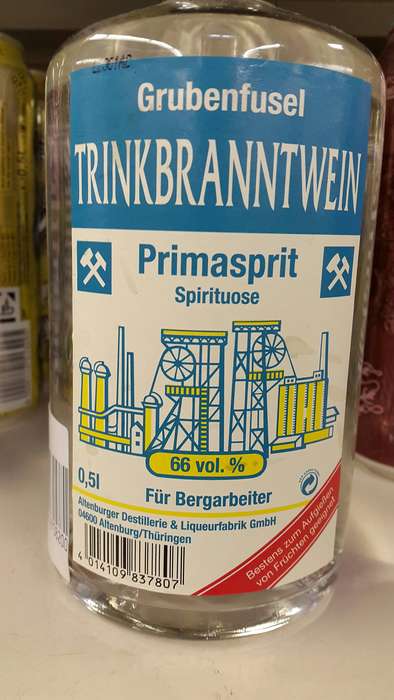 Grubenfusel
TRINKBRANNTWEIN
Primasprit
Spirituose
66 vol. %
0,5l
Für Bergarbeiter
Altenburger Destillerie & Liqueurfabrik GmbH
04600 Altenburg/Thüringen
4 014109 837807
Bestens zum Aufgießen
von Früchten geeignet